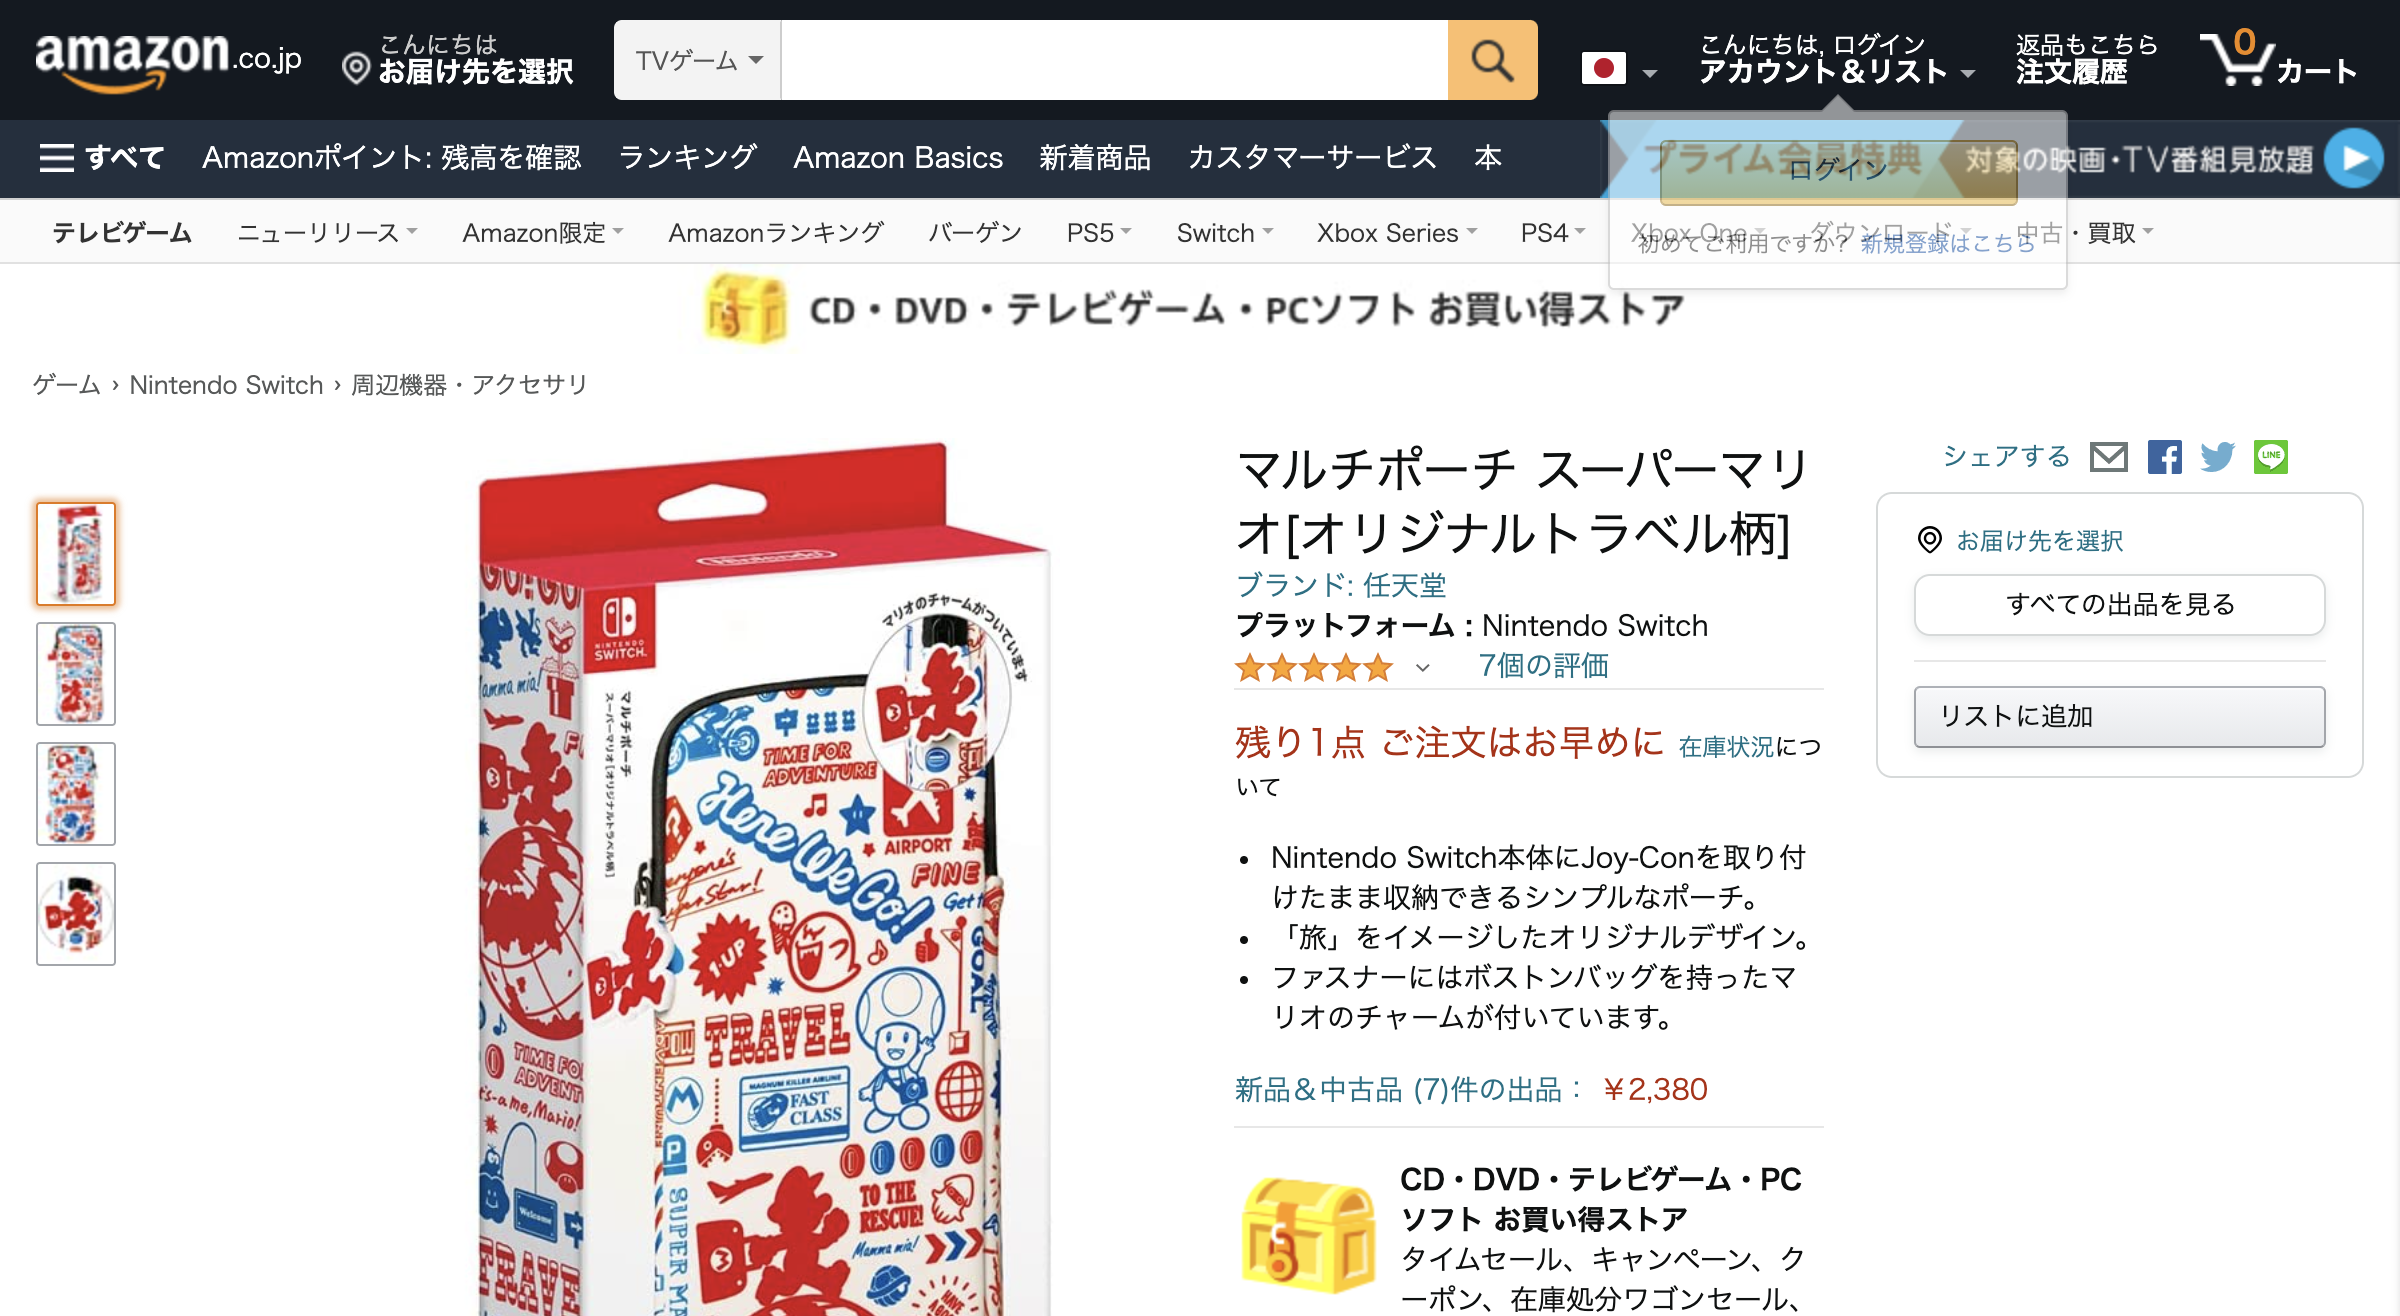 amazon.co.jp
こんにちは
お届け先を選択
TVゲーム
こんにちは, ログイン
アカウント＆リスト
返品もこちら
注文履歴
0
カート
すべて
Amazonポイント: 残高を確認
ランキング
Amazon Basics
新着商品
カスタマーサービス
本
プライム会員特典
対象の映画・TV番組見放題
ログイン
初めてご利用ですか? 新規登録はこちら
テレビゲーム
ニューリリース
Amazon限定
Amazonランキング
バーゲン
PS5
Switch
Xbox Series
PS4
Xbox One
ダウンロード
中古・買取
CD・DVD・テレビゲーム・PCソフト お買い得ストア
ゲーム › Nintendo Switch › 周辺機器・アクセサリ
Nintendo
NINTENDO
SWITCH
マリオのチャームがついています
マルチポーチ
スーパーマリオ[オリジナルトラベル柄]
TIME FOR
ADVENTURE
Here We Go!
AIRPORT
FINE
1-UP
GOAL
POW
TRAVEL
MAGNUM KILLER AIRLINE
FAST
CLASS
TO THE
RESCUE!
Mamma mia!
SUPER MA
mamma mia!
TIME FO
ADVENT
t's-a me, Mario!
Welcome
TRAVE
マルチポーチ スーパーマリ
オ[オリジナルトラベル柄]
ブランド: 任天堂
プラットフォーム : Nintendo Switch
7個の評価
残り1点 ご注文はお早めに 在庫状況につ
いて
• Nintendo Switch本体にJoy-Conを取り付
けたまま収納できるシンプルなポーチ。
• 「旅」をイメージしたオリジナルデザイン。
• ファスナーにはボストンバッグを持ったマ
リオのチャームが付いています。
新品＆中古品 (7)件の出品： ￥2,380
CD・DVD・テレビゲーム・PC
ソフト お買い得ストア
タイムセール、キャンペーン、ク
ーポン、在庫処分ワゴンセール、
シェアする
LINE
お届け先を選択
すべての出品を見る
リストに追加